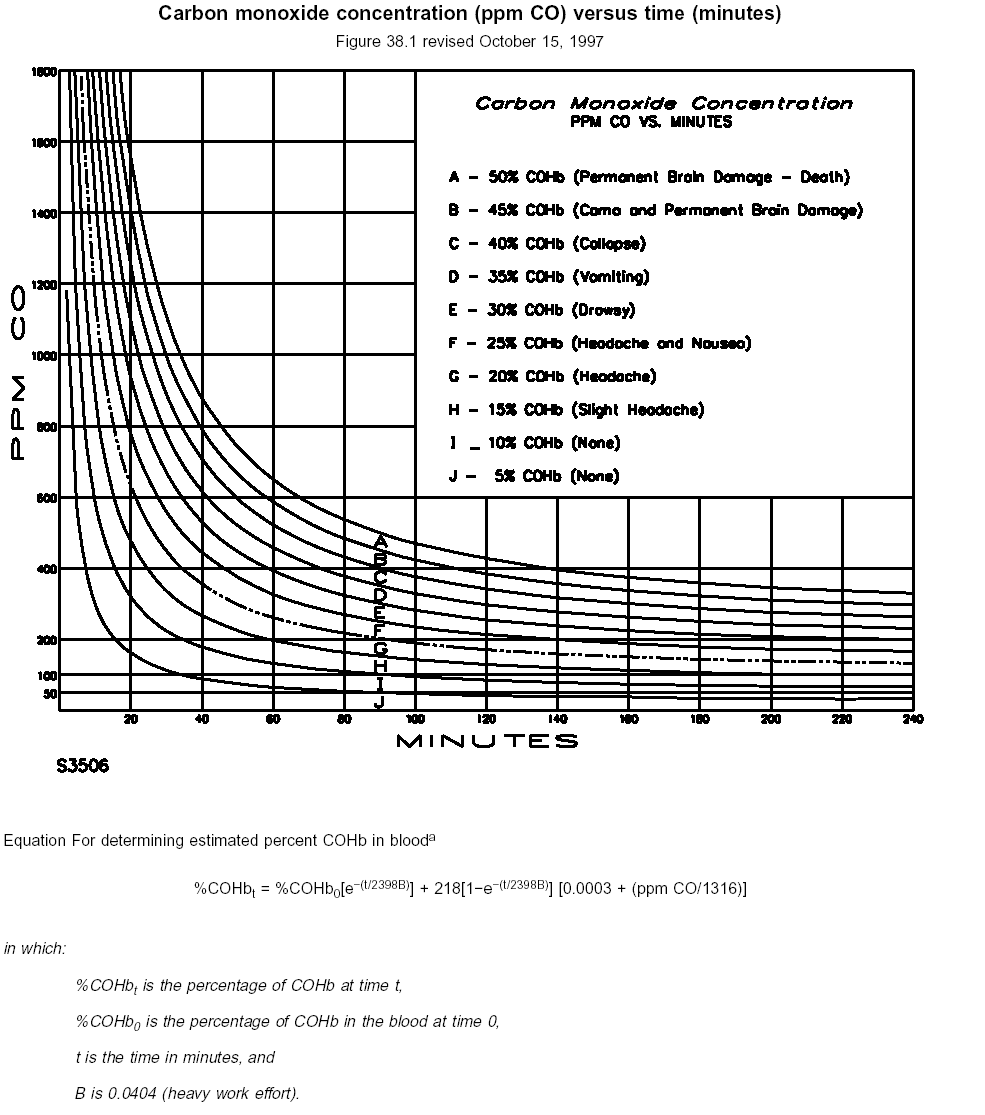 Carbon monoxide concentration (ppm CO) versus time (minutes)
Figure 38.1 revised October 15, 1997
Carbon Monoxide Concentration
PPM CO VS. MINUTES
A – 50% COHb (Permanent Brain Damage – Death)
B – 45% COHb (Coma and Permanent Brain Damage)
C – 40% COHb (Collapse)
D – 35% COHb (Vomiting)
E – 30% COHb (Drowsy)
F – 25% COHb (Headache and Nausea)
G – 20% COHb (Headache)
H – 15% COHb (Slight Headache)
I – 10% COHb (None)
J – 5% COHb (None)
PPM CO
1800
1600
1400
1200
1000
800
600
400
200
100
50
A
B
C
D
E
F
G
H
I
J
20 40 60 80 100 120 140 160 180 200 220 240
MINUTES
S3506
Equation For determining estimated percent COHb in blood^a
%COHb_t = %COHb_0[e^−(t/2398B)] + 218[1−e^−(t/2398B)] [0.0003 + (ppm CO/1316)]
in which:
%COHb_t is the percentage of COHb at time t,
%COHb_0 is the percentage of COHb in the blood at time 0,
t is the time in minutes, and
B is 0.0404 (heavy work effort).